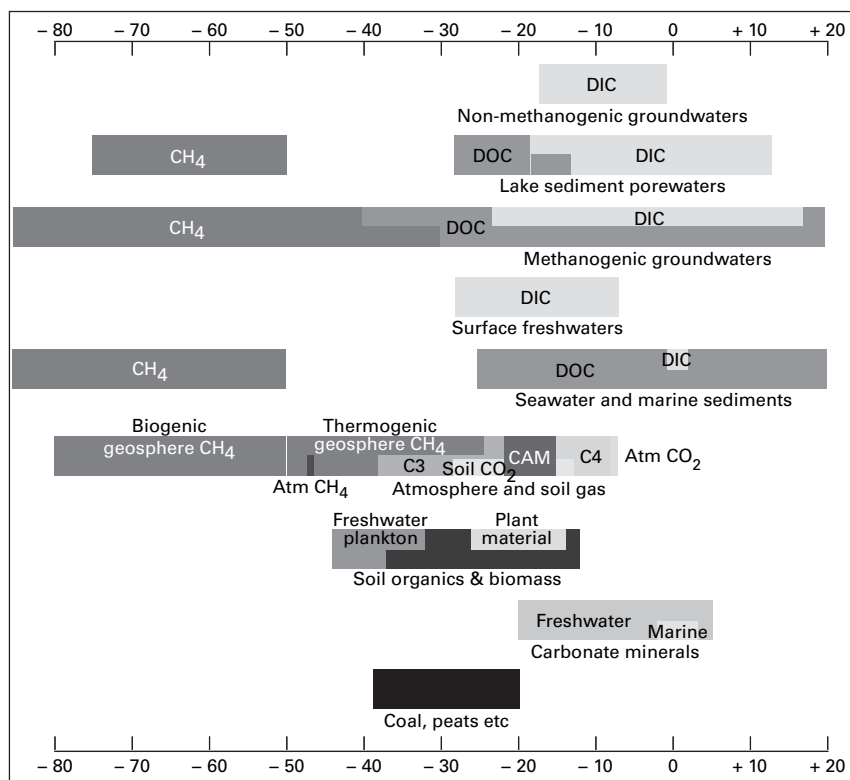 – 80 – 70 – 60 – 50 – 40 – 30 – 20 – 10 0 + 10 + 20
DIC
Non-methanogenic groundwaters
CH4 DOC DIC
Lake sediment porewaters
CH4 DOC DIC
Methanogenic groundwaters
DIC
Surface freshwaters
CH4 DOC DIC
Seawater and marine sediments
Biogenic Thermogenic
geosphere CH4 geosphere CH4
C3 Soil CO2 CAM C4 Atm CO2
Atm CH4 Atmosphere and soil gas
Freshwater Plant
plankton material
Soil organics & biomass
Freshwater Marine
Carbonate minerals
Coal, peats etc
– 80 – 70 – 60 – 50 – 40 – 30 – 20 – 10 0 + 10 + 20